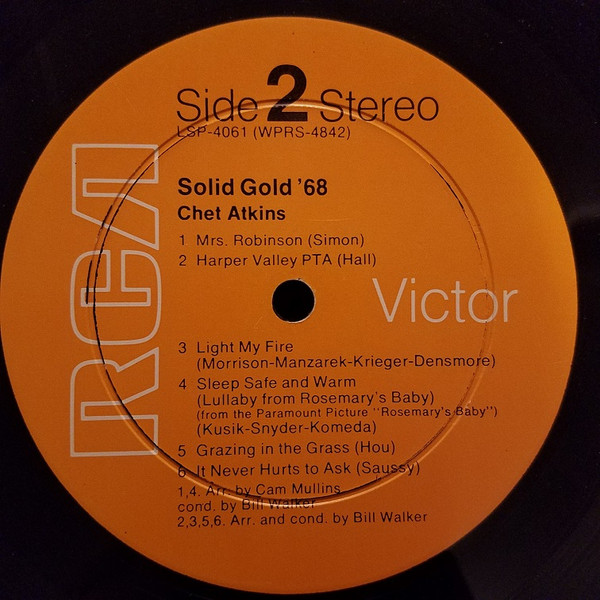 Side 2 Stereo
LSP-4061 (WPRS-4842)
RCA
Solid Gold '68
Chet Atkins
1 Mrs. Robinson (Simon)
2 Harper Valley PTA (Hall)
Victor
3 Light My Fire
(Morrison-Manzarek-Krieger-Densmore)
4 Sleep Safe and Warm
(Lullaby from Rosemary's Baby)
(from the Paramount Picture "Rosemary's Baby")
(Kusik-Snyder-Komeda)
5 Grazing in the Grass (Hou)
6 It Never Hurts to Ask (Saussy)
1,4. Arr. by Cam Mullins,
cond. by Bill Walker
2,3,5,6. Arr. and cond. by Bill Walker